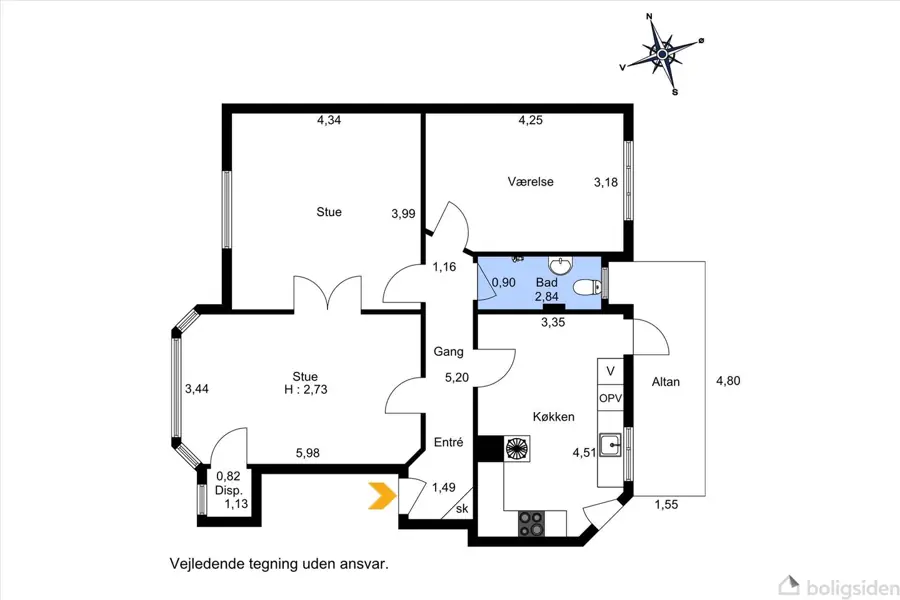 N
Ø
V
S
4,34
4,25
Værelse
3,18
Stue
3,99
1,16
0,90
Bad
2,84
3,35
Gang
5,20
V
OPV
Altan
4,80
Stue
H : 2,73
3,44
Køkken
Entré
4,51
5,98
0,82
Disp.
1,13
1,49
sk
1,55
Vejledende tegning uden ansvar.
boligsiden